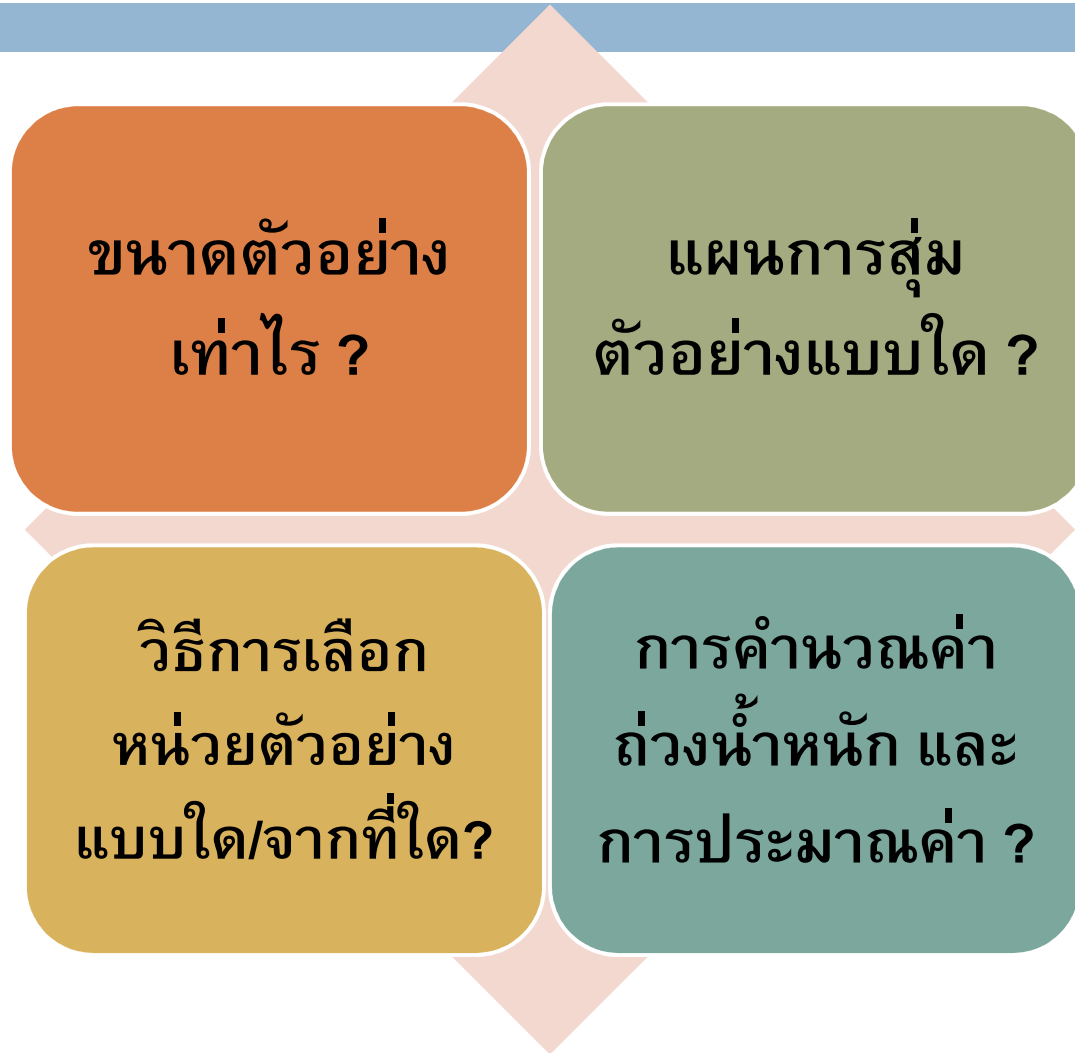 ขนาดตัวอย่าง
เท่าไร ?
แผนการสุ่ม
ตัวอย่างแบบใด ?
วิธีการเลือก
หน่วยตัวอย่าง
แบบใด/จากที่ใด?
การคำนวณค่า
ถ่วงน้ำหนัก และ
การประมาณค่า ?